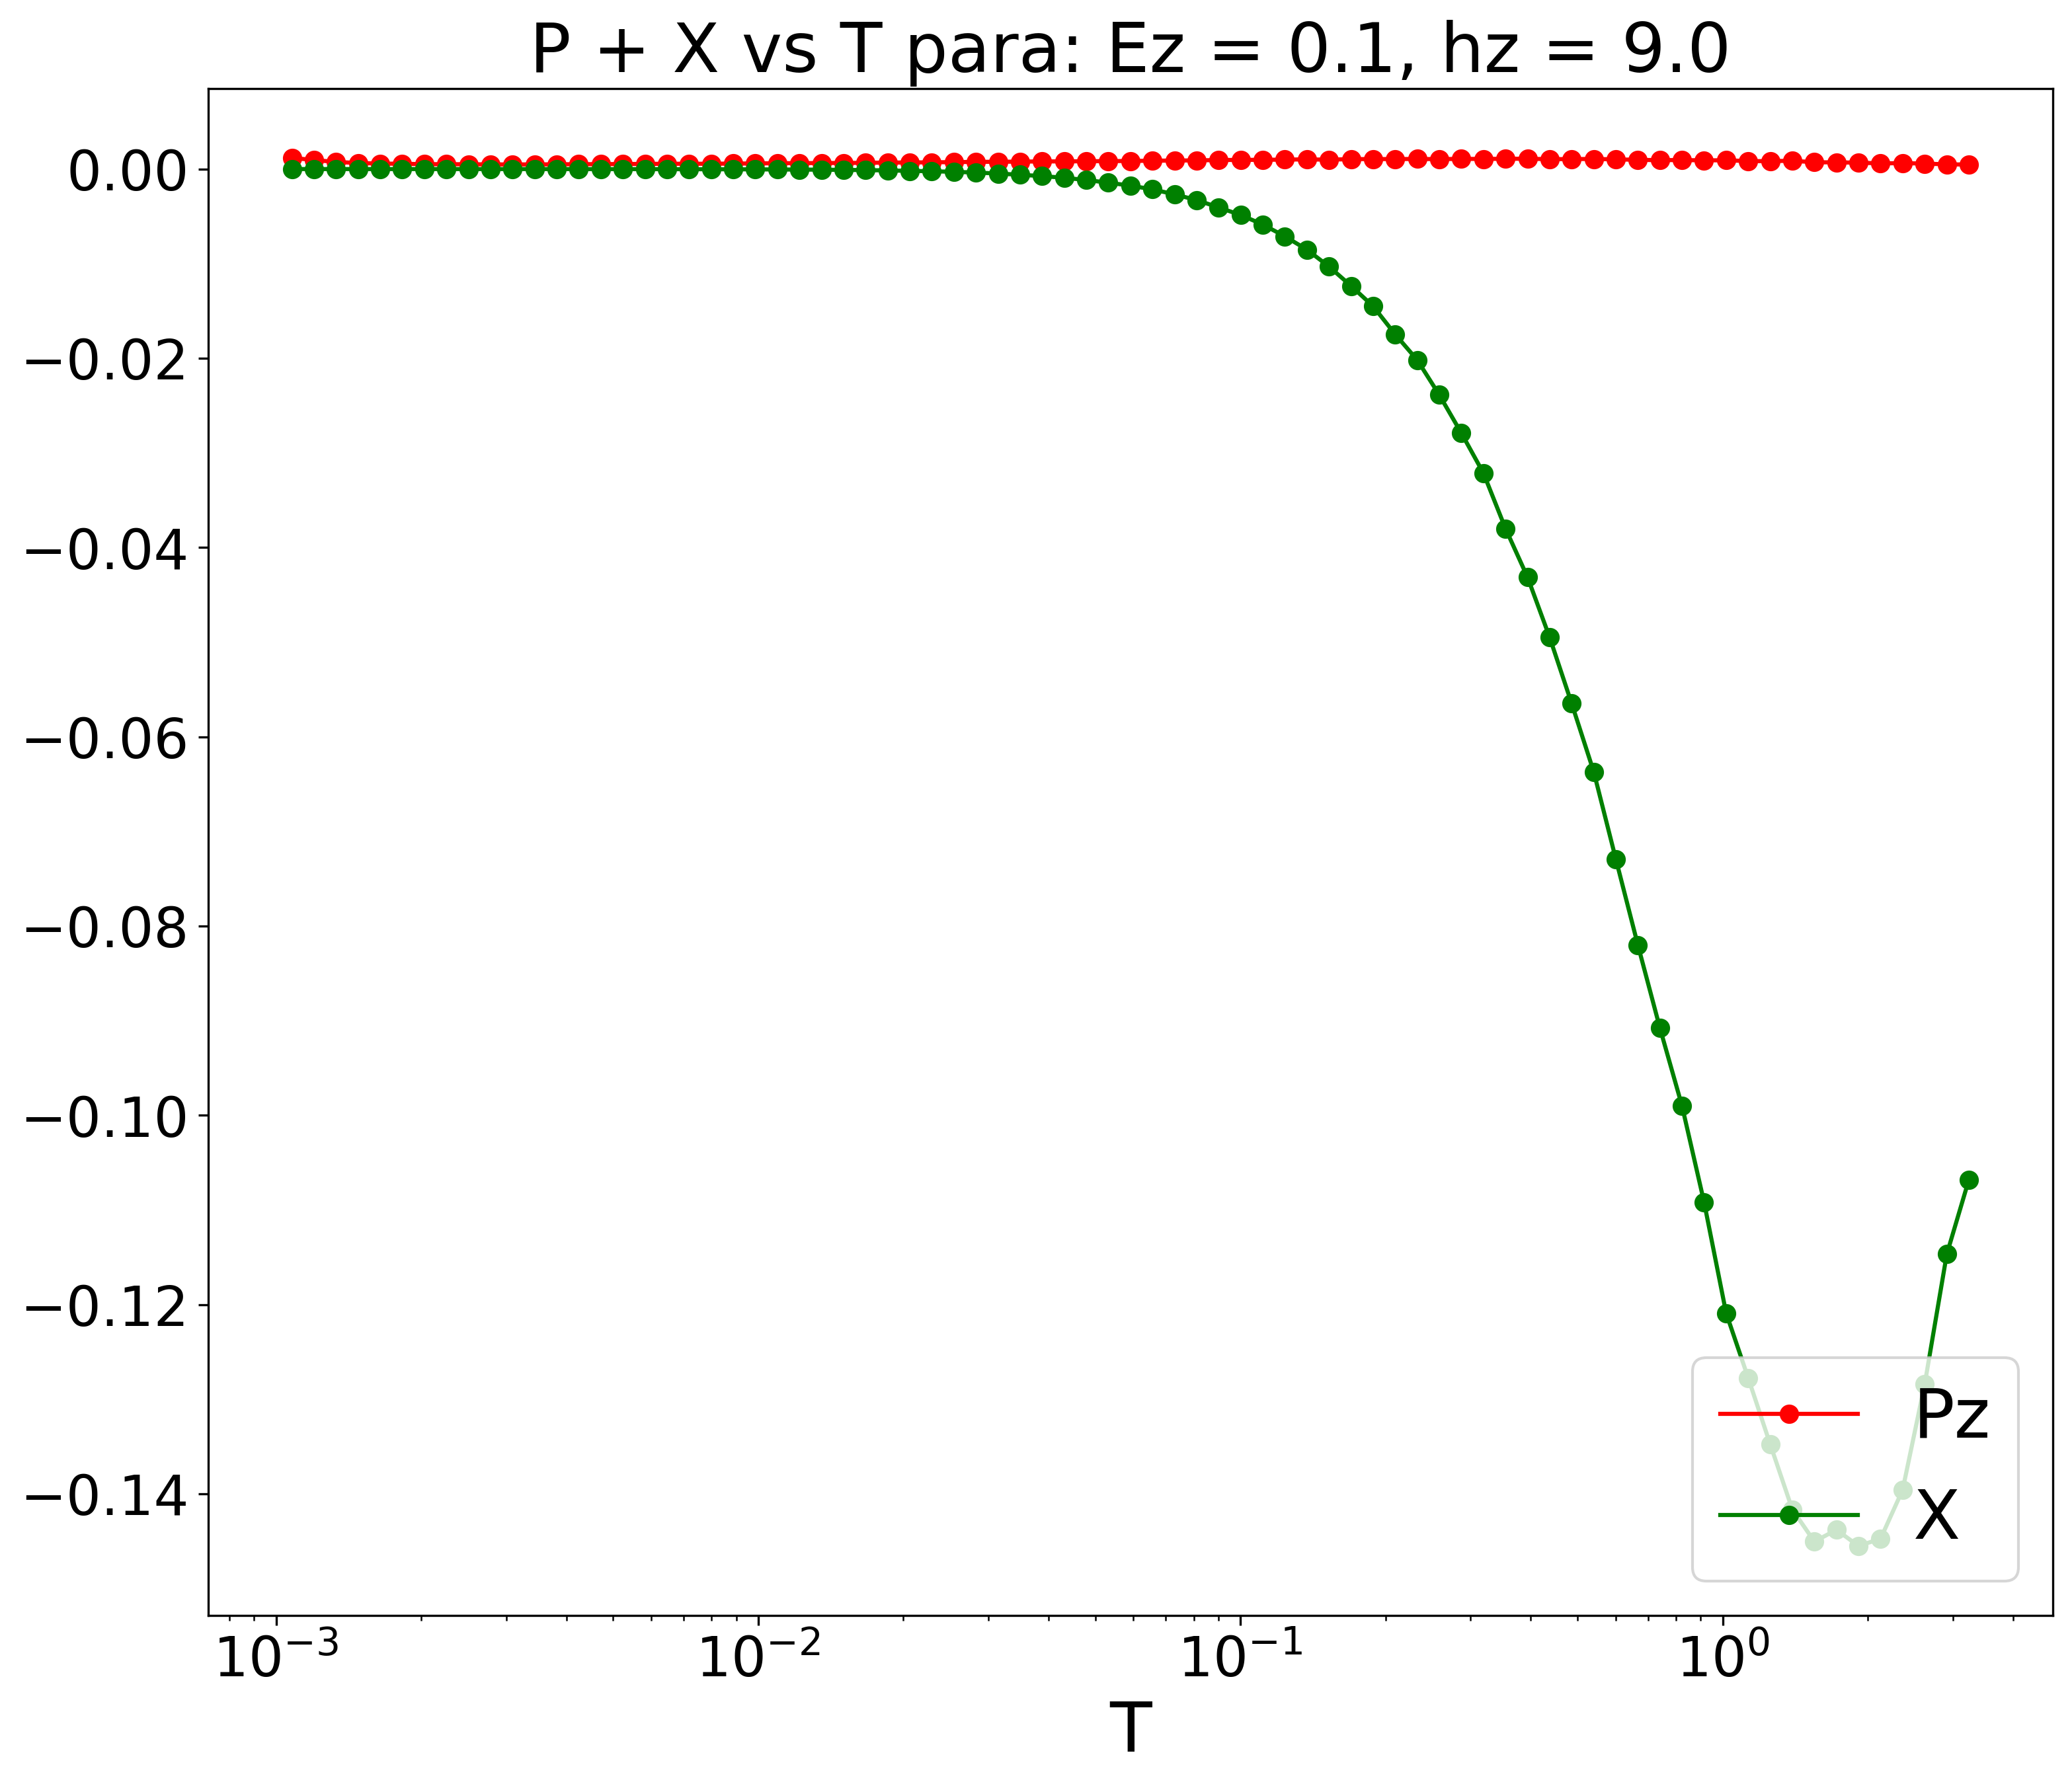 P + X vs T para: Ez = 0.1, hz = 9.0
0.00
−0.02
−0.04
−0.06
−0.08
−0.10
−0.12
−0.14
Pz
X
10⁻³ 10⁻² 10⁻¹ 10⁰
T